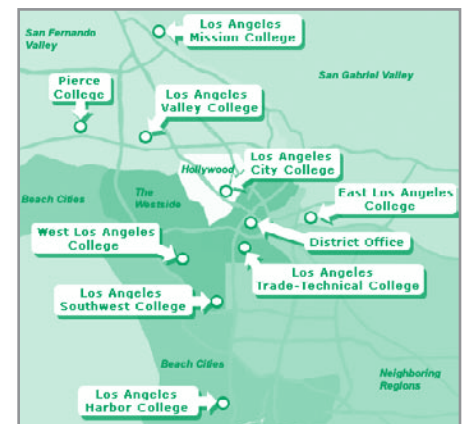 Los Angeles
Mission College
San Fernando
Valley
San Gabriel Valley
Pierce
College
Los Angeles
Valley College
Hollywood
Los Angeles
City College
Beach Cities
The
Westside
East Los Angeles
College
West Los Angeles
College
District Office
Los Angeles
Trade-Technical College
Los Angeles
Southwest College
Beach Cities
Neighboring
Regions
Los Angeles
Harbor College